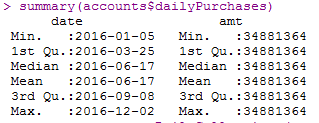 > summary(accounts$dailyPurchases)
date amt
Min. :2016-01-05 Min. :34881364
1st Qu.:2016-03-25 1st Qu.:34881364
Median :2016-06-17 Median :34881364
Mean :2016-06-17 Mean :34881364
3rd Qu.:2016-09-08 3rd Qu.:34881364
Max. :2016-12-02 Max. :34881364